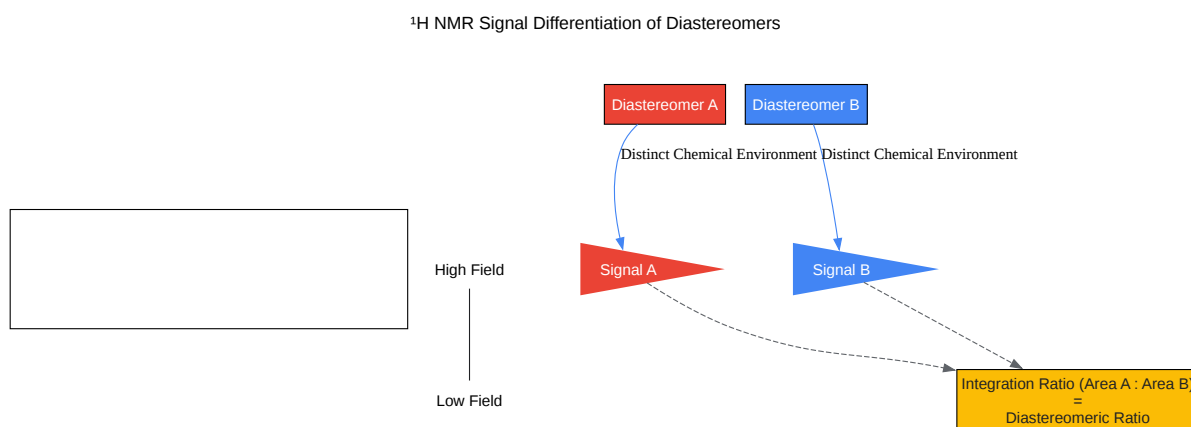 ¹H NMR Signal Differentiation of Diastereomers
Diastereomer A
Diastereomer B
Distinct Chemical Environment
Distinct Chemical Environment
High Field
Signal A
Signal B
Low Field
Integration Ratio (Area A : Area B)
=
Diastereomeric Ratio